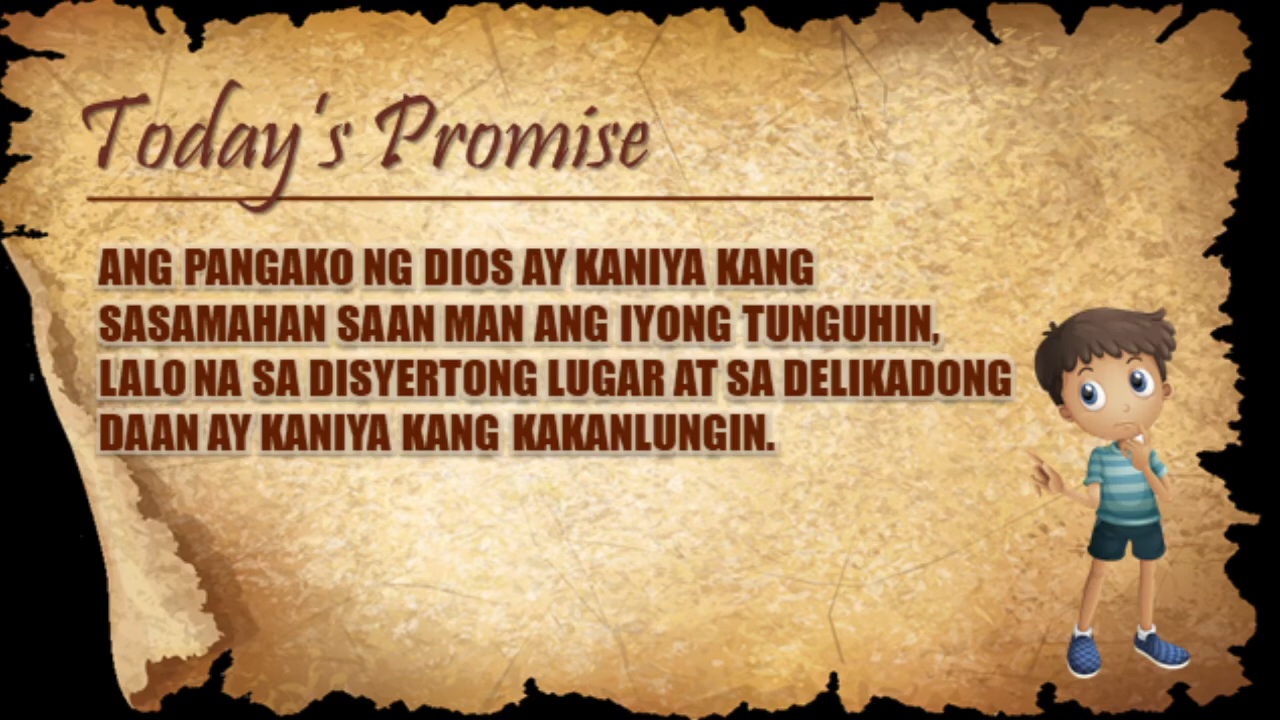 Today's Promise
ANG PANGAKO NG DIOS AY KANIYA KANG
SASAMAHAN SAAN MAN ANG IYONG TUNGUHIN,
LALO NA SA DISYERTONG LUGAR AT SA DELIKADONG
DAAN AY KANIYA KANG KAKANLUNGIN.